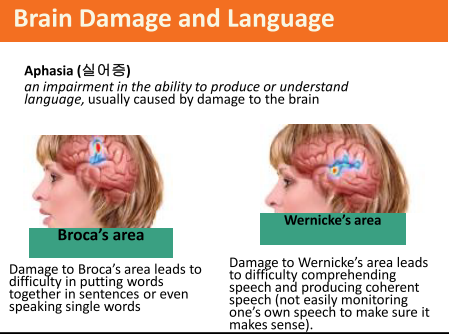 Brain Damage and Language
Aphasia (실어증)
an impairment in the ability to produce or understand
language, usually caused by damage to the brain
Broca's area
Damage to Broca's area leads to
difficulty in putting words
together in sentences or even
speaking single words
Wernicke's area
Damage to Wernicke's area leads
to difficulty comprehending
speech and producing coherent
speech (not easily monitoring
one's own speech to make sure it
makes sense).